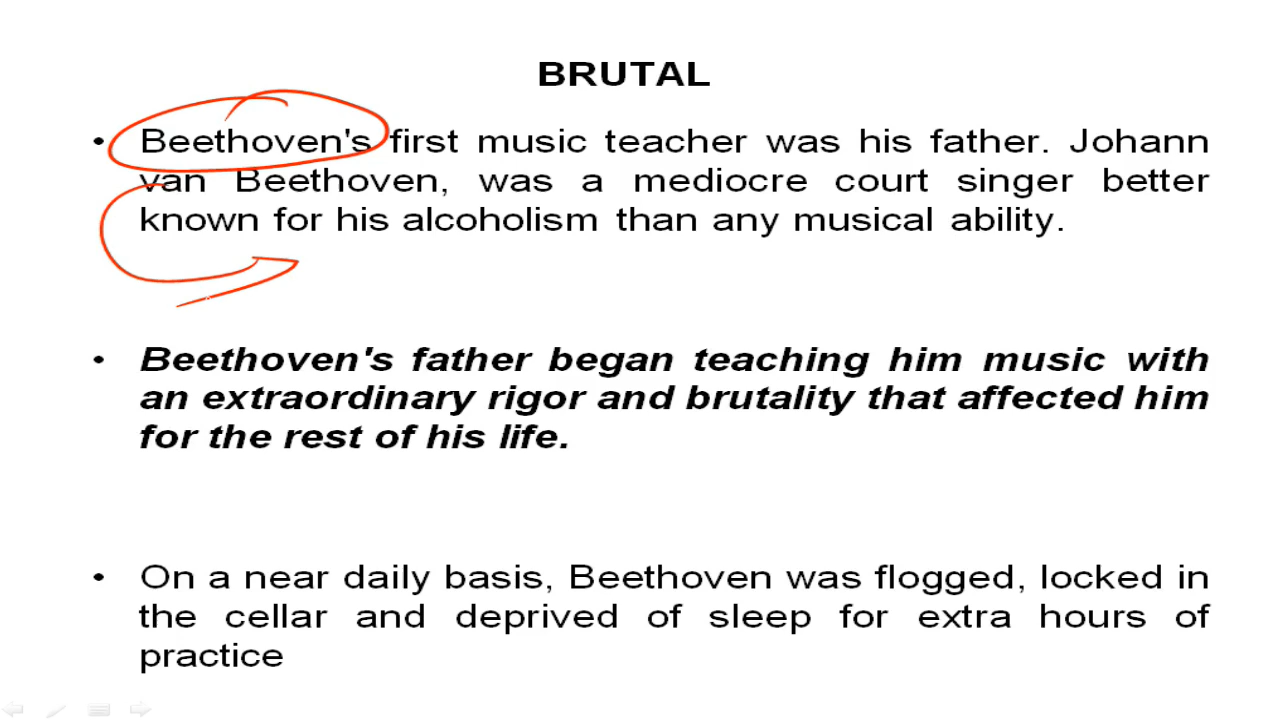 BRUTAL
• Beethoven's first music teacher was his father. Johann
van Beethoven, was a mediocre court singer better
known for his alcoholism than any musical ability.
• Beethoven's father began teaching him music with
an extraordinary rigor and brutality that affected him
for the rest of his life.
• On a near daily basis, Beethoven was flogged, locked in
the cellar and deprived of sleep for extra hours of
practice